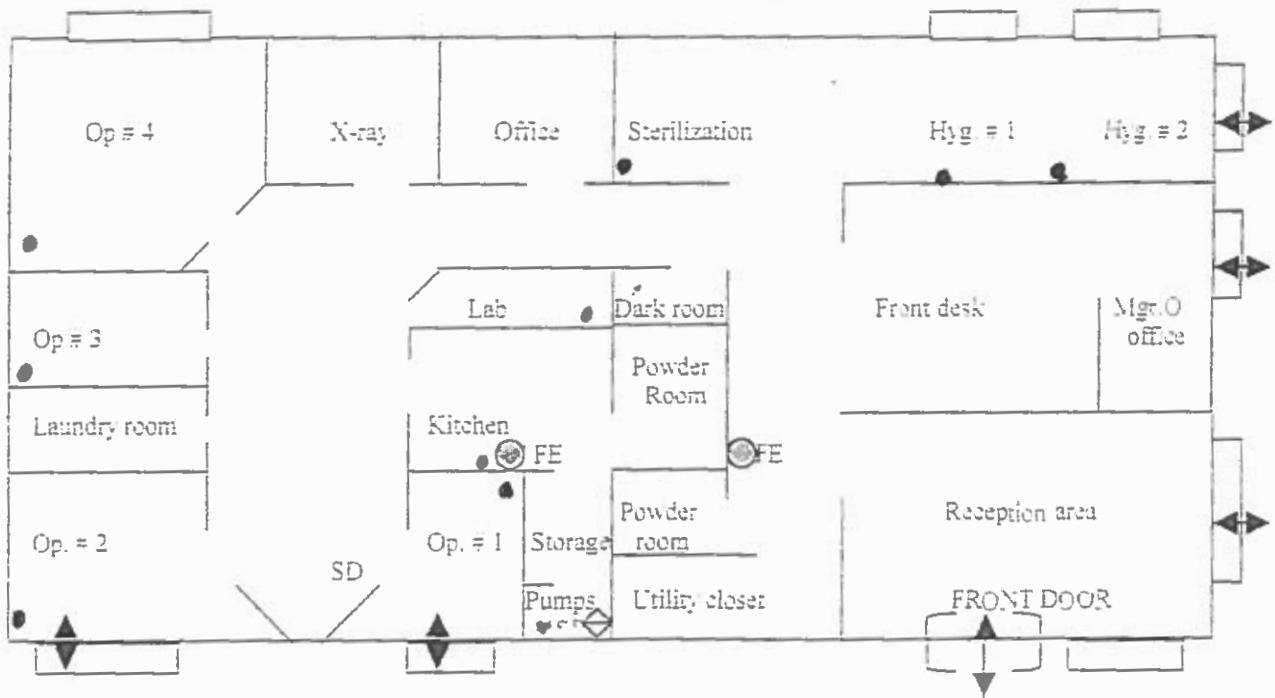 Op # 4
X-ray
Office
Sterilization
Hyg. # 1
Hyg. # 2
Lab
Dark room
Front desk
Mgr.O
office
Op # 3
Powder
Room
Laundry room
Kitchen
FE
FE
Op. # 2
Op. # 1
Storage
Powder
room
Reception area
SD
Pumps
Utility closer
FRONT DOOR